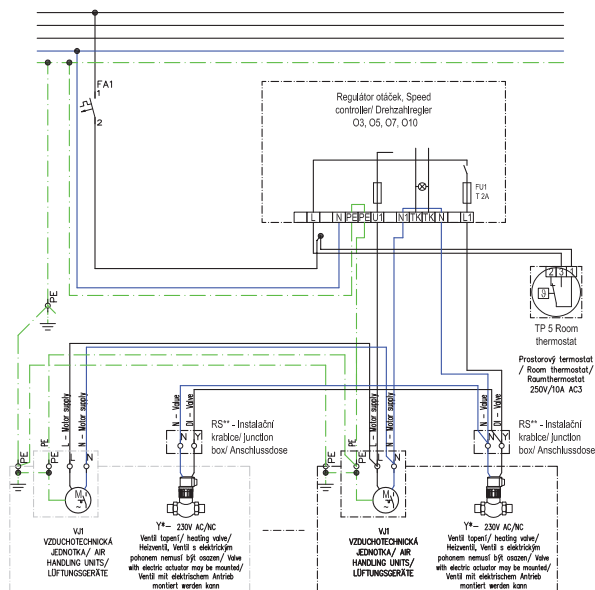 FA1
1
2
Regulátor otáček, Speed
controller/ Drehzahlregler
O3, O5, O7, O10
FU1
T 2A
L N PE PE U1 N1 TK TK N L1
2 3 1
TP 5 Room
thermostat
Prostorový termostat
/ Room thermostat/
Raumthermostat
250V/10A AC3
PE
PE
L - Motor supply
N - Motor supply
N - Valve
D1 - Valve
RS** - Instalační
krabice/ junction
box/ Anschlussdose
PE
L - Motor supply
N - Motor supply
N - Valve
D1 - Valve
RS** - Instalační
krabice/ junction
box/ Anschlussdose
PE
L N
N Y
PE
L N
N Y
M
~
M
~
VJ1
VZDUCHOTECHNICKÁ
JEDNOTKA/ AIR
HANDLING UNITS/
LÜFTUNGSGERÄTE
Y*- 230V AC/NC
Ventil topení/ heating valve/
Heizventil, Ventil s elektrickým
pohonem nemusí být osazen/ Valve
with electric actuator may be mounted/
Ventil mit elektrischem Antrieb
montiert werden kann
VJ1
VZDUCHOTECHNICKÁ
JEDNOTKA/ AIR
HANDLING UNITS/
LÜFTUNGSGERÄTE
Y*- 230V AC/NC
Ventil topení/ heating valve/
Heizventil, Ventil s elektrickým
pohonem nemusí být osazen/ Valve
with electric actuator may be mounted/
Ventil mit elektrischem Antrieb
montiert werden kann